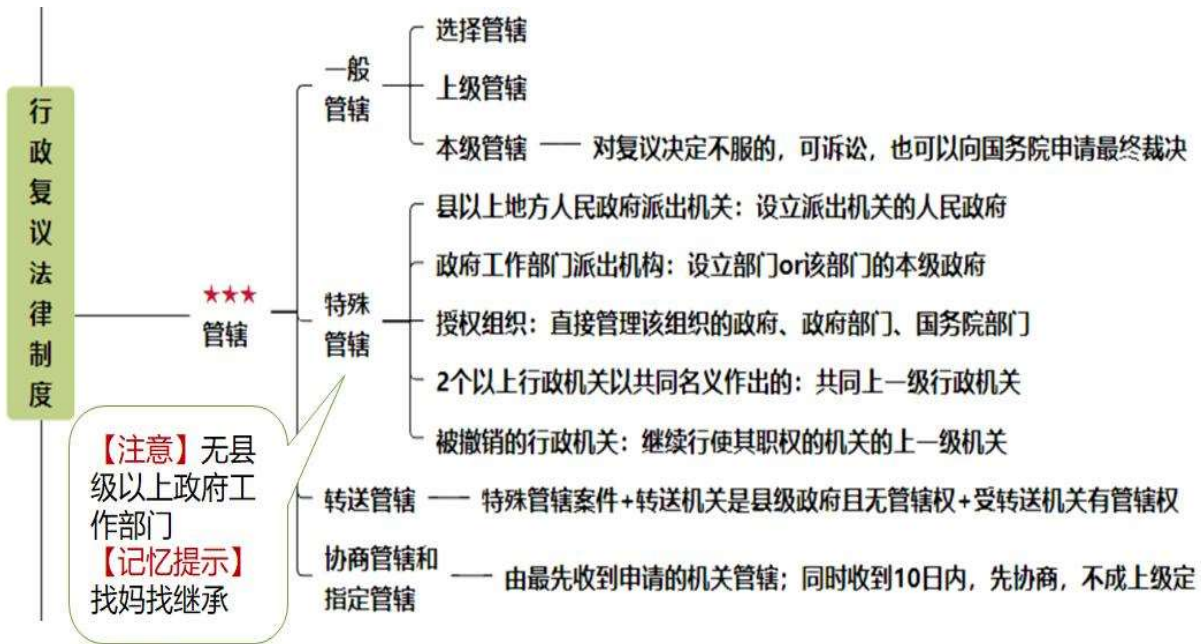 行政复议法律制度
★★★
管辖
一般
管辖
选择管辖
上级管辖
本级管辖
对复议决定不服的，可诉讼，也可以向国务院申请最终裁决
特殊
管辖
县以上地方人民政府派出机关：设立派出机关的人民政府
政府工作部门派出机构：设立部门or该部门的本级政府
授权组织：直接管理该组织的政府、政府部门、国务院部门
2个以上行政机关以共同名义作出的：共同上一级行政机关
被撤销的行政机关：继续行使其职权的机关的上一级机关
【注意】无县
级以上政府工
作部门
【记忆提示】
找妈找继承
转送管辖
特殊管辖案件+转送机关是县级政府且无管辖权+受转送机关有管辖权
协商管辖和
指定管辖
由最先收到申请的机关管辖；同时收到10日内，先协商，不成上级定